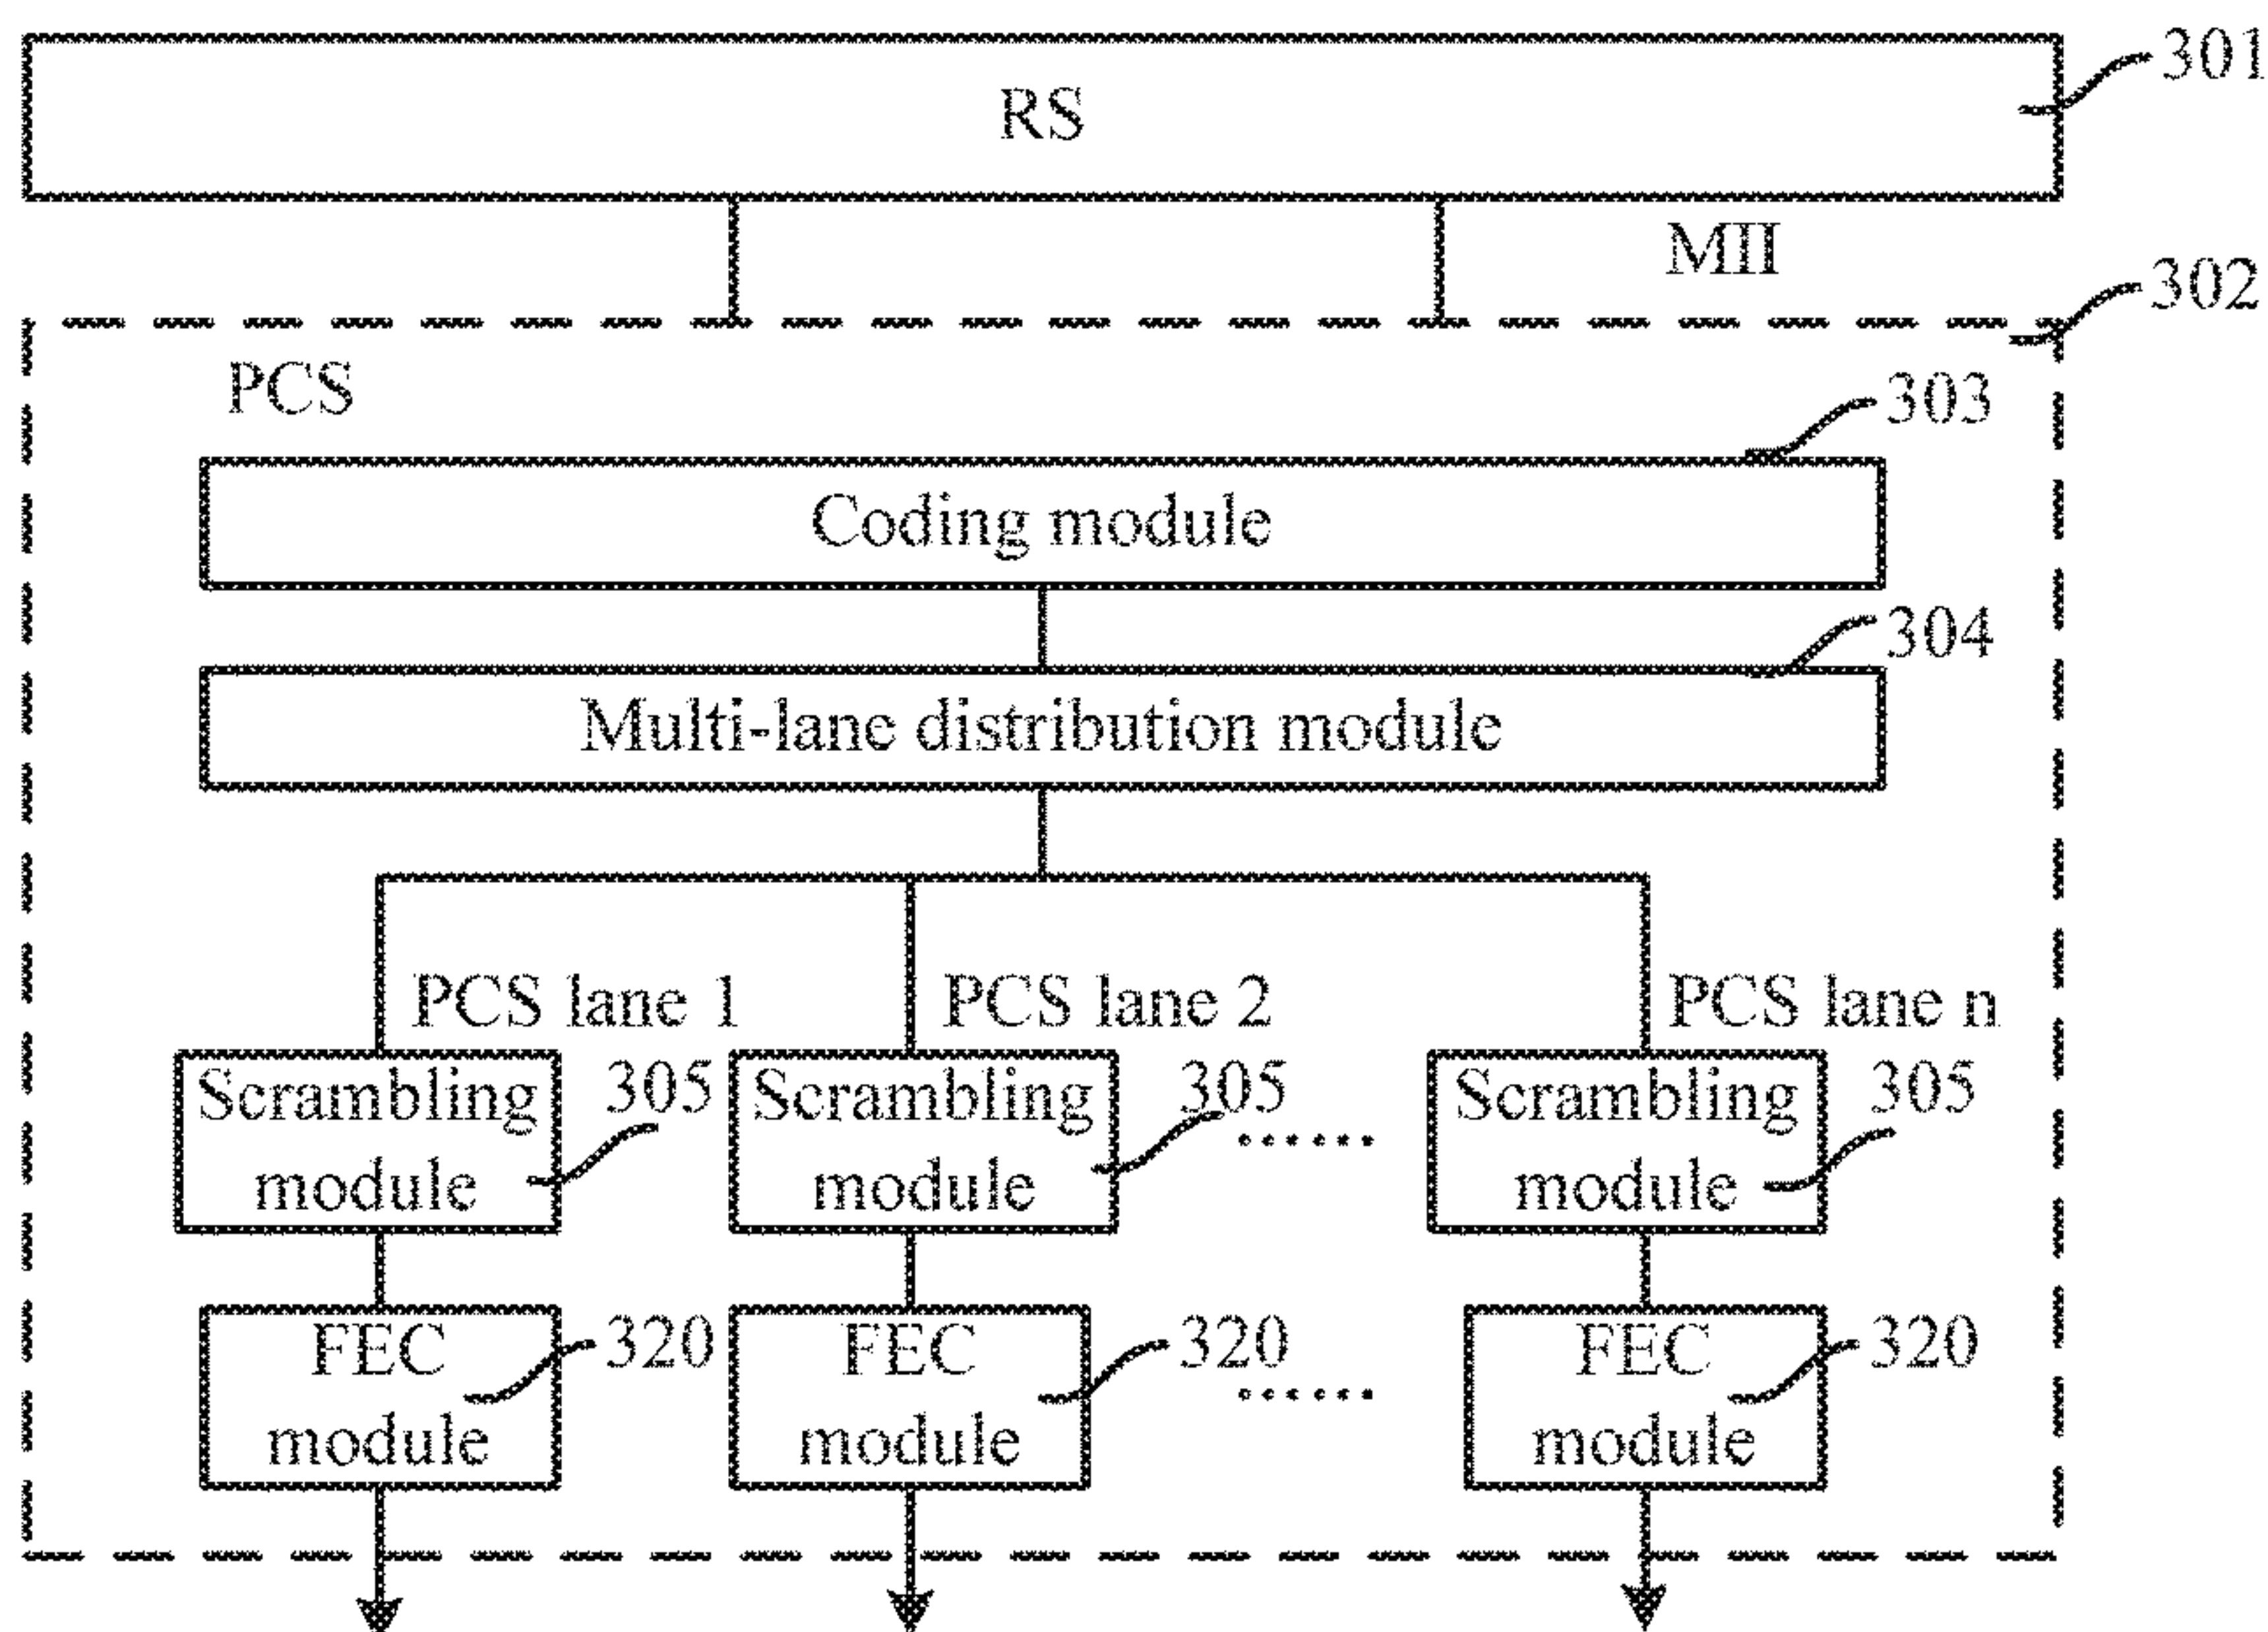 301
RS
MII
302
PCS
303
Coding module
304
Multi-lane distribution module
PCS lane 1
PCS lane 2
PCS lane n
Scrambling
module
305
Scrambling
module
305
······
Scrambling
module
305
FEC
module
320
FEC
module
320
······
FEC
module
320